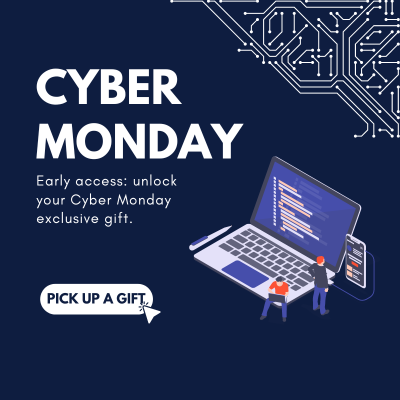 CYBER
MONDAY
Early access: unlock
your Cyber Monday
exclusive gift.
PICK UP A GIFT